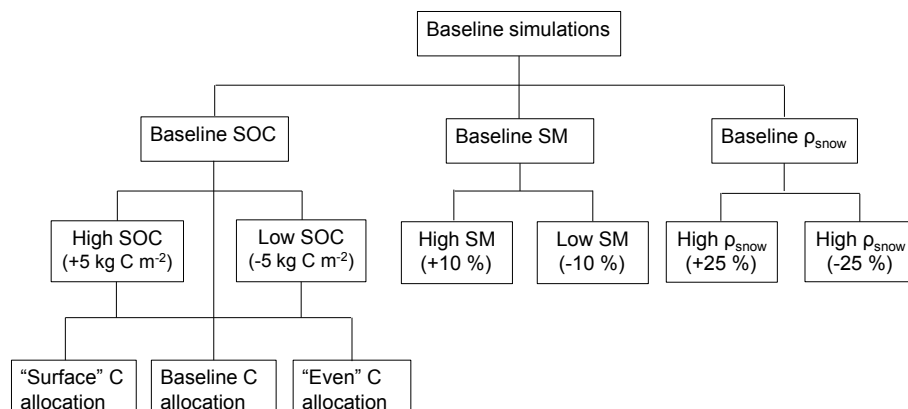 Baseline simulations
Baseline SOC
Baseline SM
Baseline ρsnow
High SOC
(+5 kg C m-2)
Low SOC
(-5 kg C m-2)
High SM
(+10 %)
Low SM
(-10 %)
High ρsnow
(+25 %)
High ρsnow
(-25 %)
“Surface” C
allocation
Baseline C
allocation
“Even” C
allocation